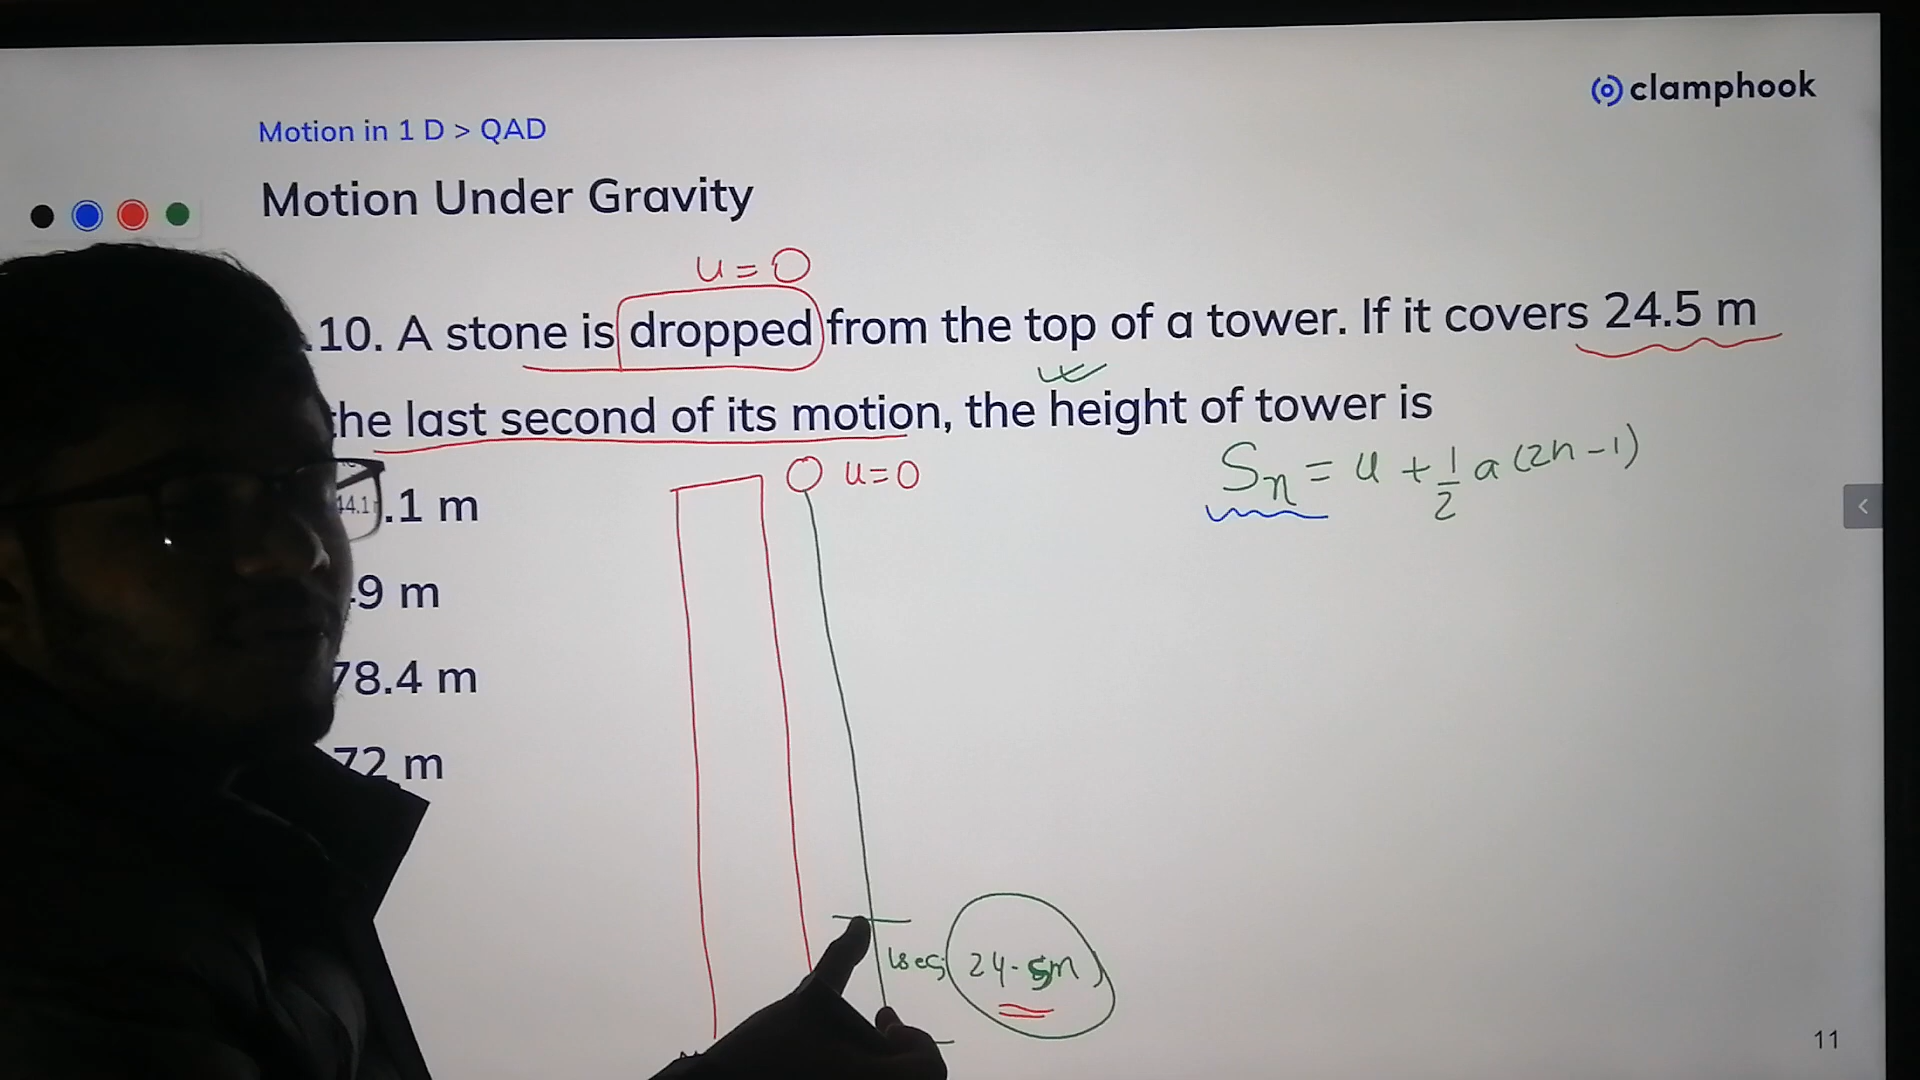 clamphook
Motion in 1 D > QAD
Motion Under Gravity
u = 0
.10. A stone is dropped from the top of a tower. If it covers 24.5 m
the last second of its motion, the height of tower is
u=0
Sn = u + 1/2 a (2n-1)
44.1
.1 m
9 m
78.4 m
72 m
1sec
24.5m
11